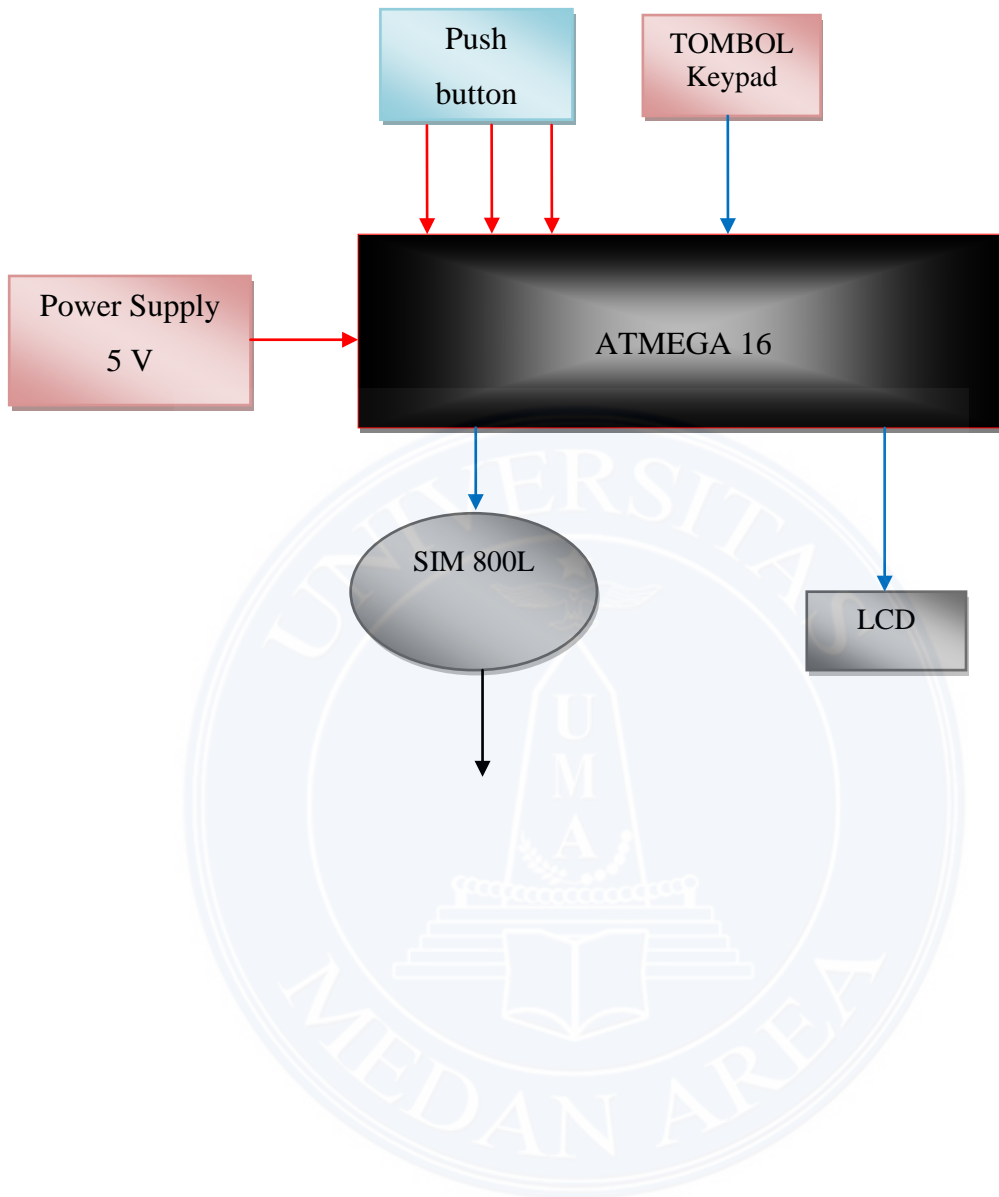 Push
button
TOMBOL
Keypad
Power Supply
5 V
ATMEGA 16
SIM 800L
LCD
UNIVERSITAS
U
M
A
MEDAN AREA